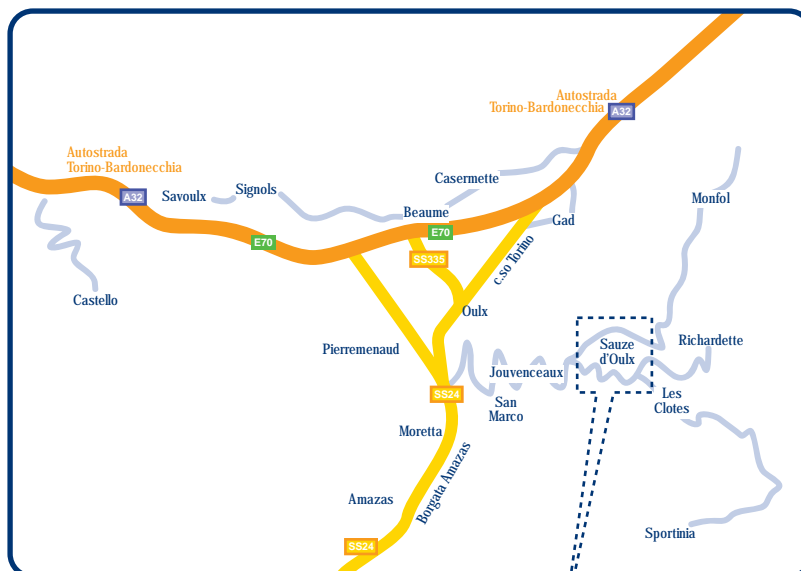 Autostrada
Torino-Bardonecchia
A32
Autostrada
Torino-Bardonecchia
A32
Savoulx
Signols
Casermette
Monfol
Beaume
E70
Gad
E70
SS335
c.so Torino
Castello
Oulx
Pierremenaud
Sauze
d'Oulx
Richardette
Jouvenceaux
SS24
San
Marco
Les
Clotes
Moretta
Borgata Amazas
Amazas
Sportinia
SS24